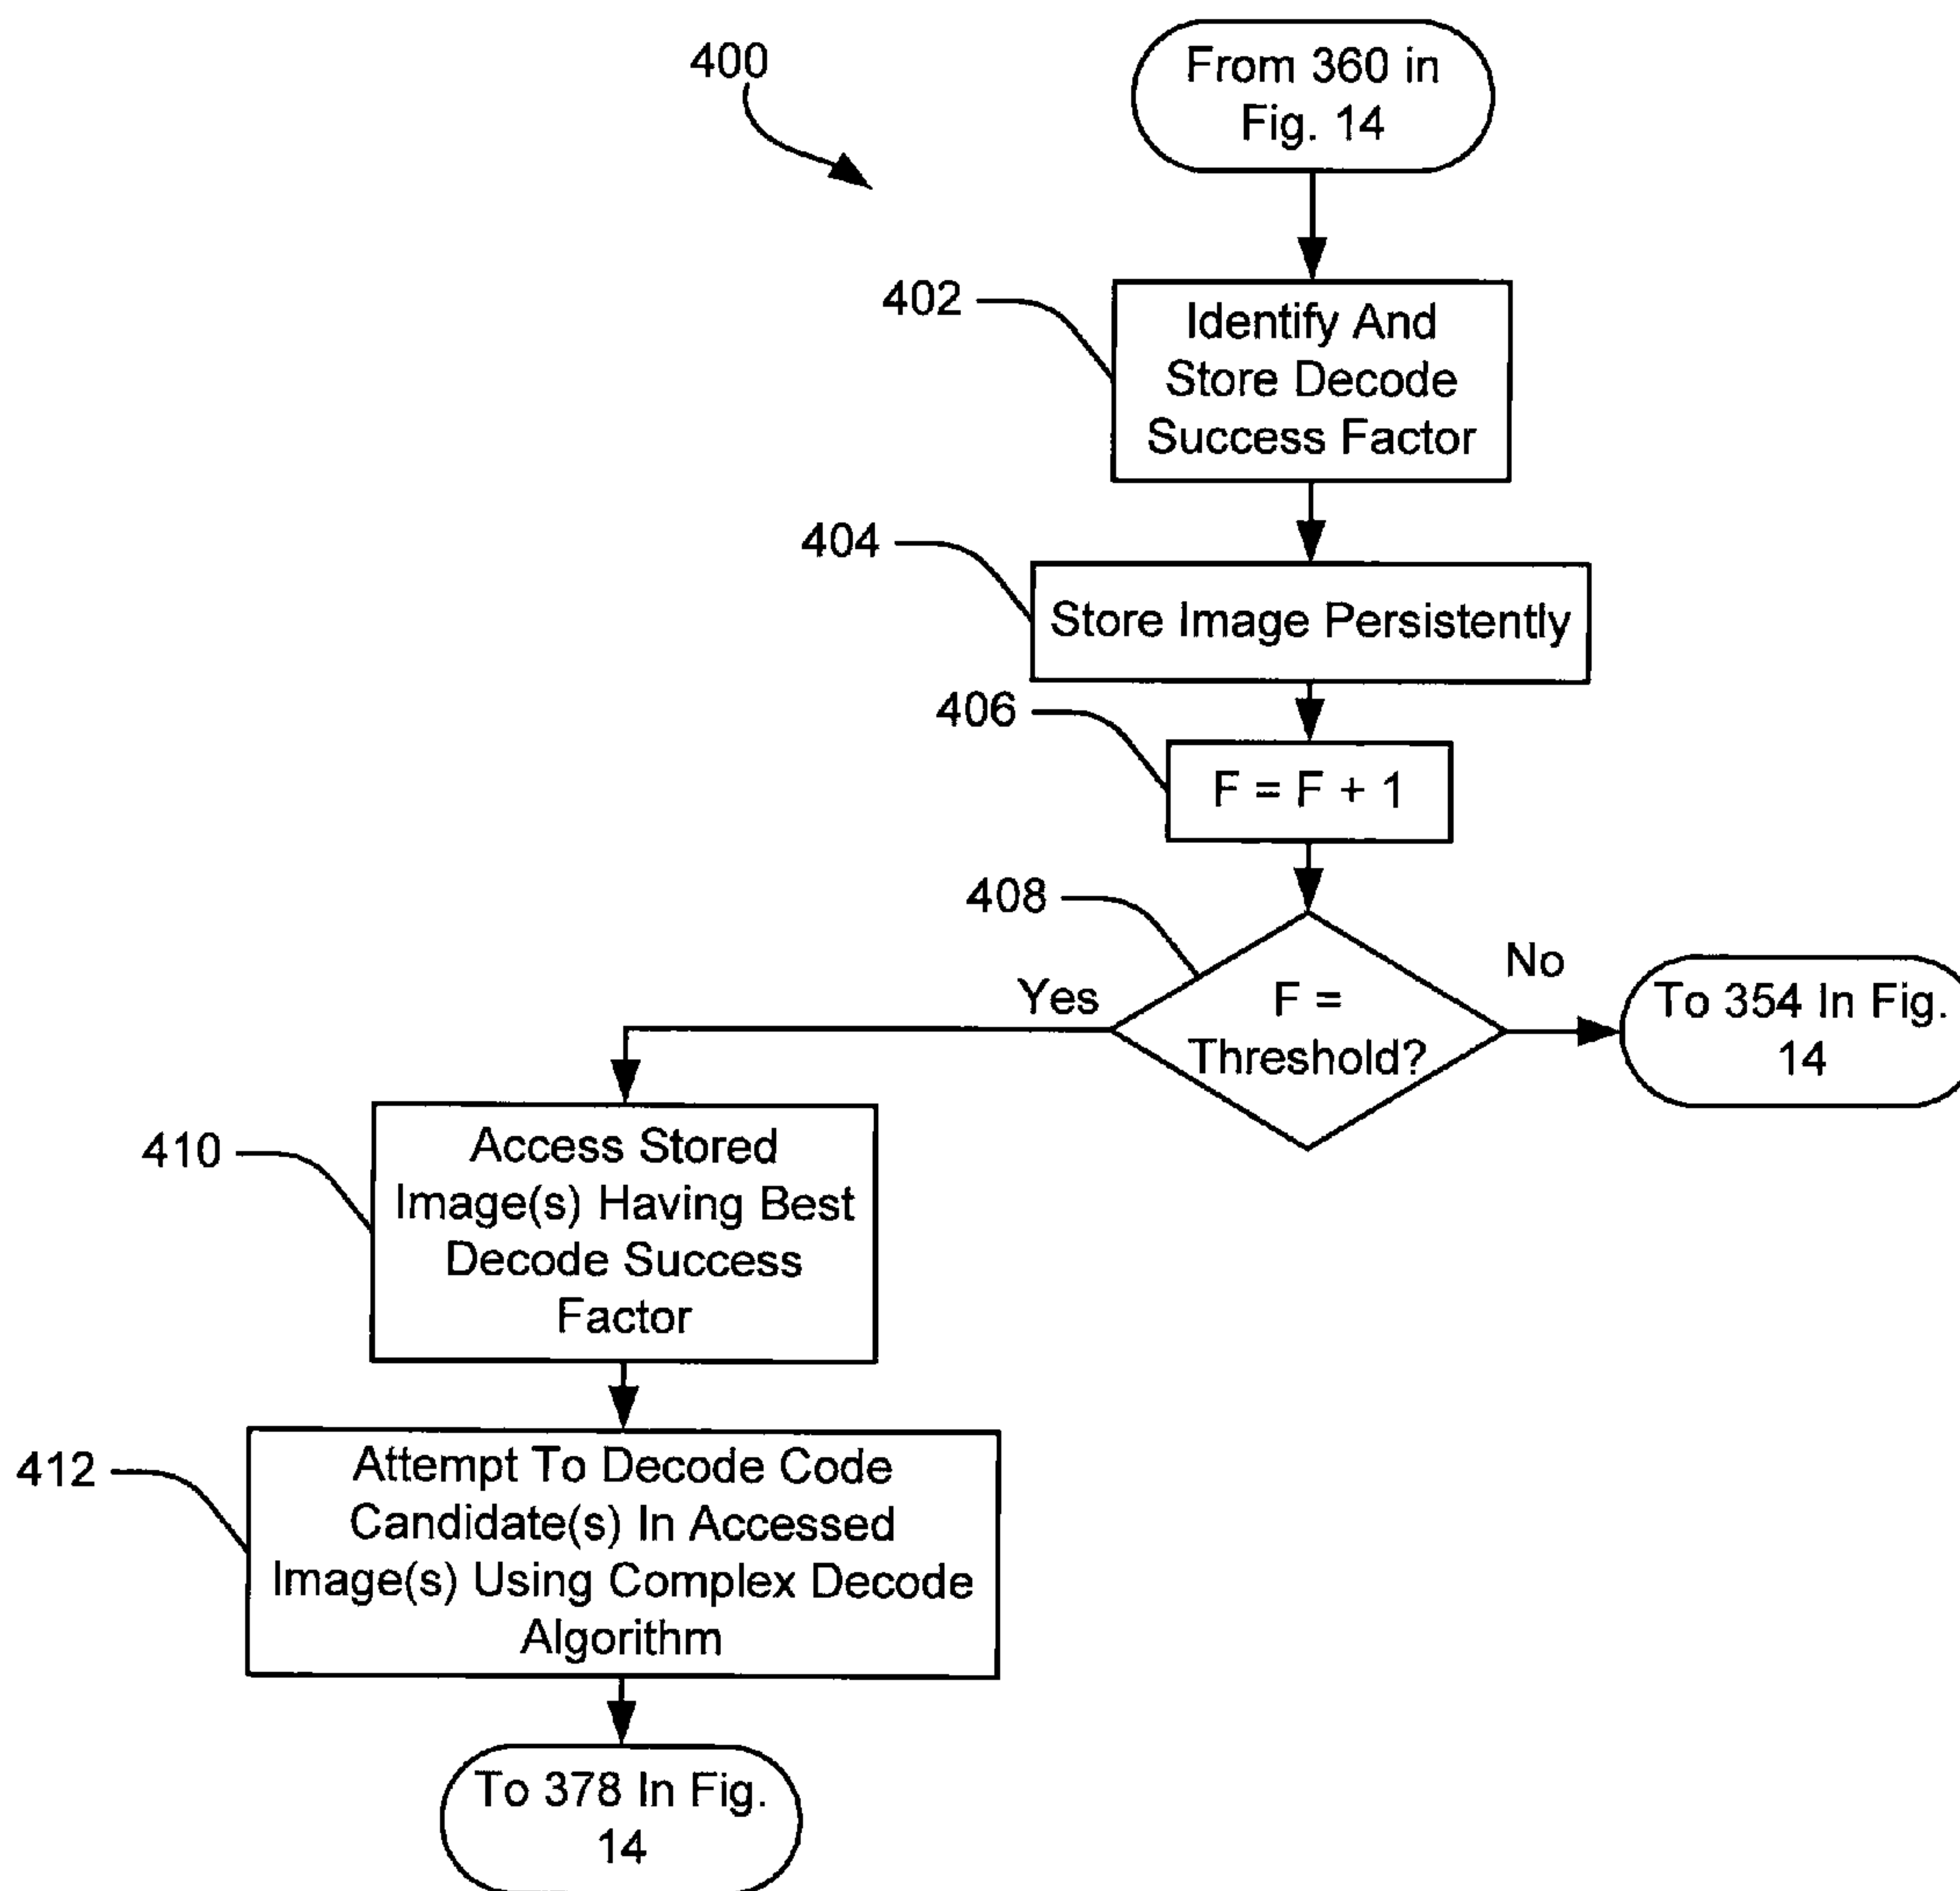 400
From 360 in
Fig. 14
402
Identify And
Store Decode
Success Factor
404
Store Image Persistently
406
F = F + 1
408
F =
Threshold?
Yes
No
To 354 In Fig.
14
410
Access Stored
Image(s) Having Best
Decode Success
Factor
412
Attempt To Decode Code
Candidate(s) In Accessed
Image(s) Using Complex Decode
Algorithm
To 378 In Fig.
14